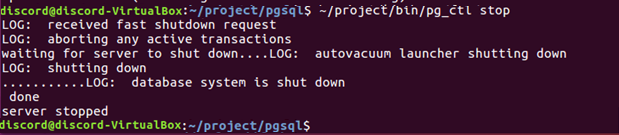 discord@discord-VirtualBox:~/project/pgsql$ ~/project/bin/pg_ctl stop
LOG:  received fast shutdown request
LOG:  aborting any active transactions
waiting for server to shut down....LOG:  autovacuum launcher shutting down
LOG:  shutting down
...........LOG:  database system is shut down
 done
server stopped
discord@discord-VirtualBox:~/project/pgsql$